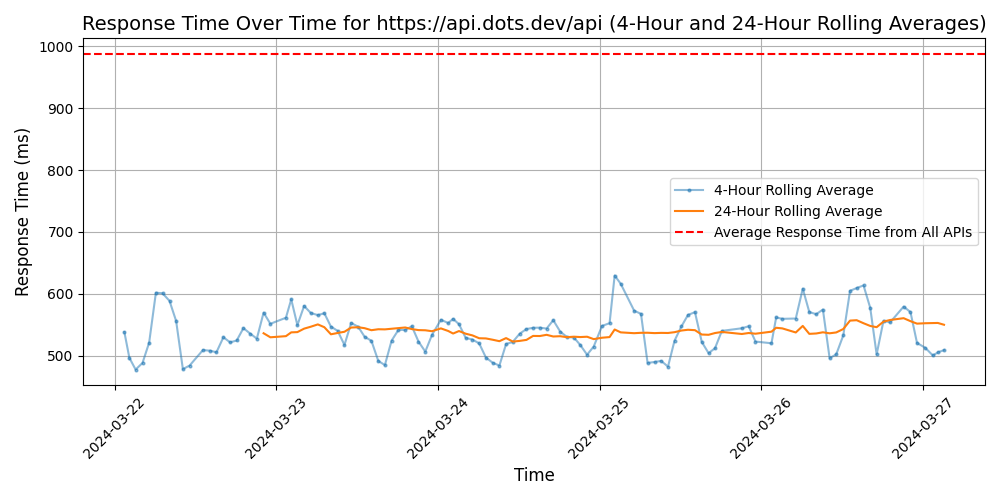 Response Time Over Time for https://api.dots.dev/api (4-Hour and 24-Hour Rolling Averages)
Response Time (ms)
1000
900
800
700
600
500
4-Hour Rolling Average
24-Hour Rolling Average
Average Response Time from All APIs
2024-03-22
2024-03-23
2024-03-24
2024-03-25
2024-03-26
2024-03-27
Time